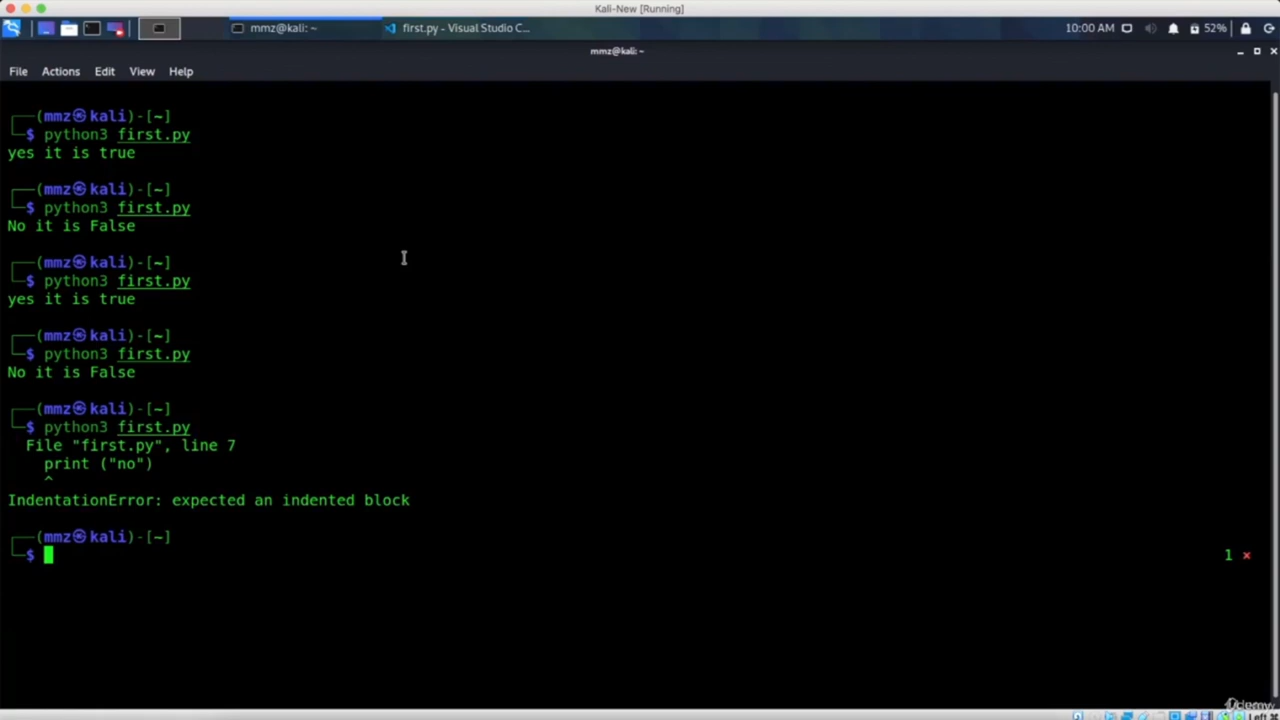 Kali-New [Running]
mmz@kali: ~
first.py - Visual Studio C...
10:00 AM
52%
mmz@kali: ~
File Actions Edit View Help
(mmz㉿kali)-[~]
$ python3 first.py
yes it is true
(mmz㉿kali)-[~]
$ python3 first.py
No it is False
(mmz㉿kali)-[~]
$ python3 first.py
yes it is true
(mmz㉿kali)-[~]
$ python3 first.py
No it is False
(mmz㉿kali)-[~]
$ python3 first.py
File "first.py", line 7
print ("no")
^
IndentationError: expected an indented block
(mmz㉿kali)-[~]
$
1 ×
Udemy
Left ⌘